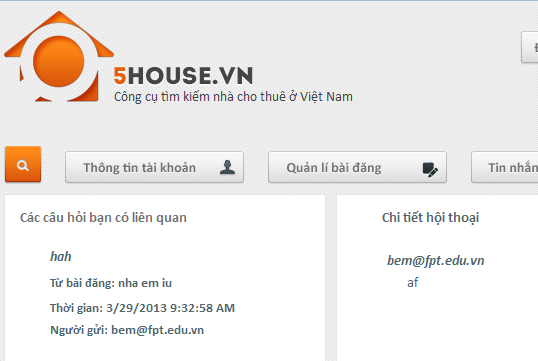 5HOUSE.VN
Công cụ tìm kiếm nhà cho thuê ở Việt Nam
Thông tin tài khoản
Quản lí bài đăng
Tin nhắn
Các câu hỏi bạn có liên quan
hah
Từ bài đăng: nha em iu
Thời gian: 3/29/2013 9:32:58 AM
Người gửi: bem@fpt.edu.vn
Chi tiết hội thoại
bem@fpt.edu.vn
af